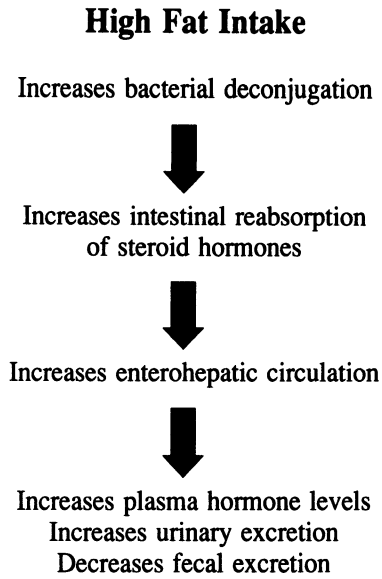 High Fat Intake
Increases bacterial deconjugation
Increases intestinal reabsorption
of steroid hormones
Increases enterohepatic circulation
Increases plasma hormone levels
Increases urinary excretion
Decreases fecal excretion